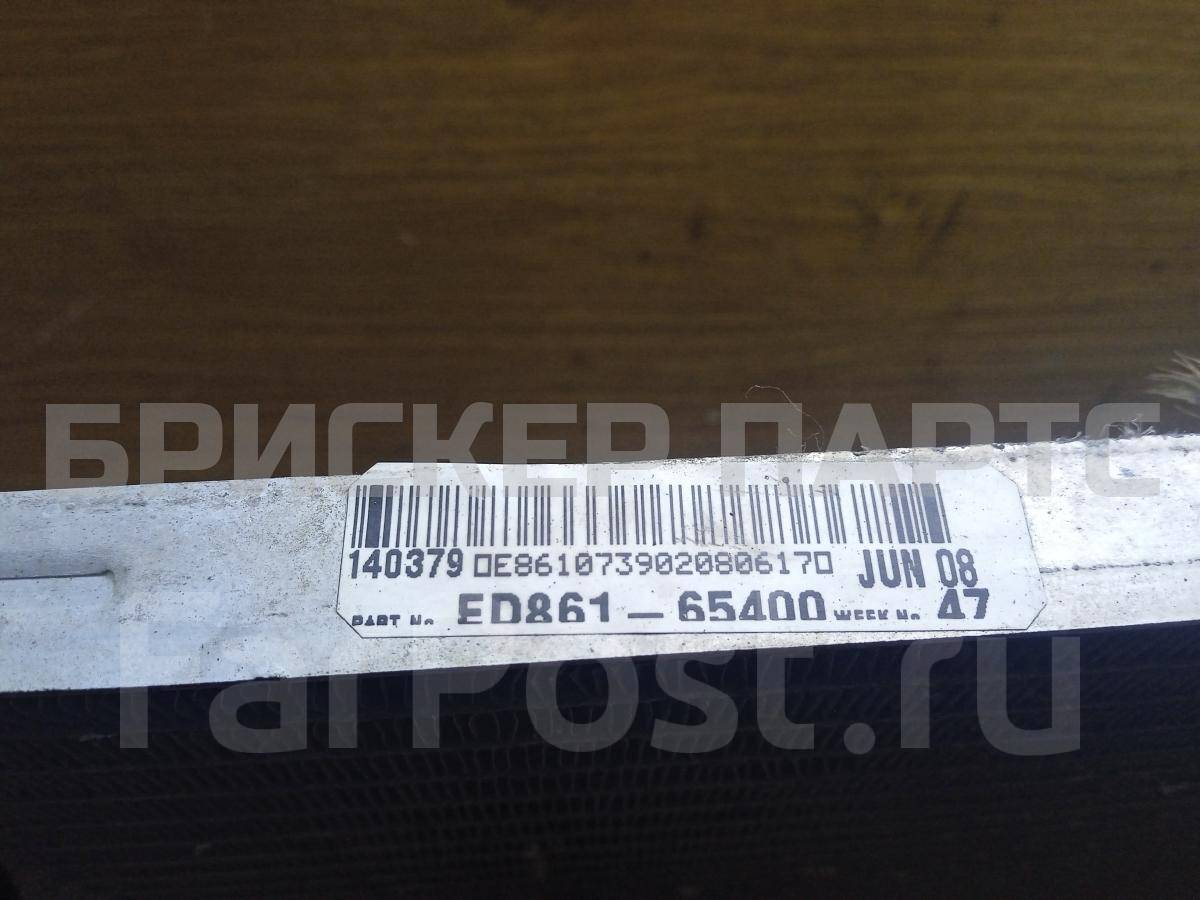 БРИСКЕР ПАРТС
140379 □E861073902080617□ JUN 08
PART No ED861-65400 WEEK No 47
FarPost.ru